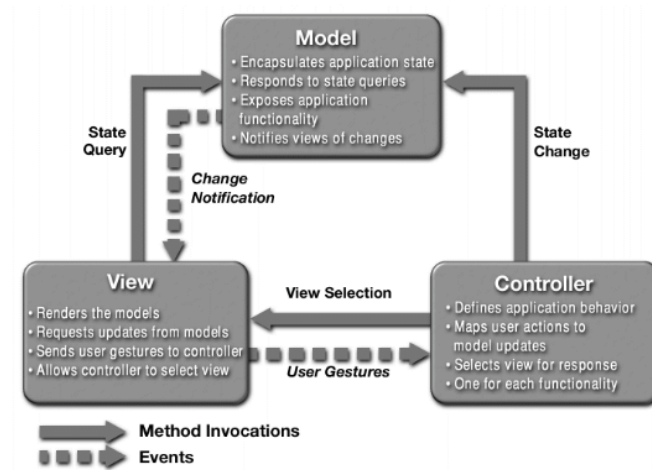 Model
• Encapsulates application state
• Responds to state queries
• Exposes application
functionality
• Notifies views of changes
State
Query
Change
Notification
State
Change
View
• Renders the models
• Requests updates from models
• Sends user gestures to controller
• Allows controller to select view
View Selection
User Gestures
Controller
• Defines application behavior
• Maps user actions to
model updates
• Selects view for response
• One for each functionality
Method Invocations
Events